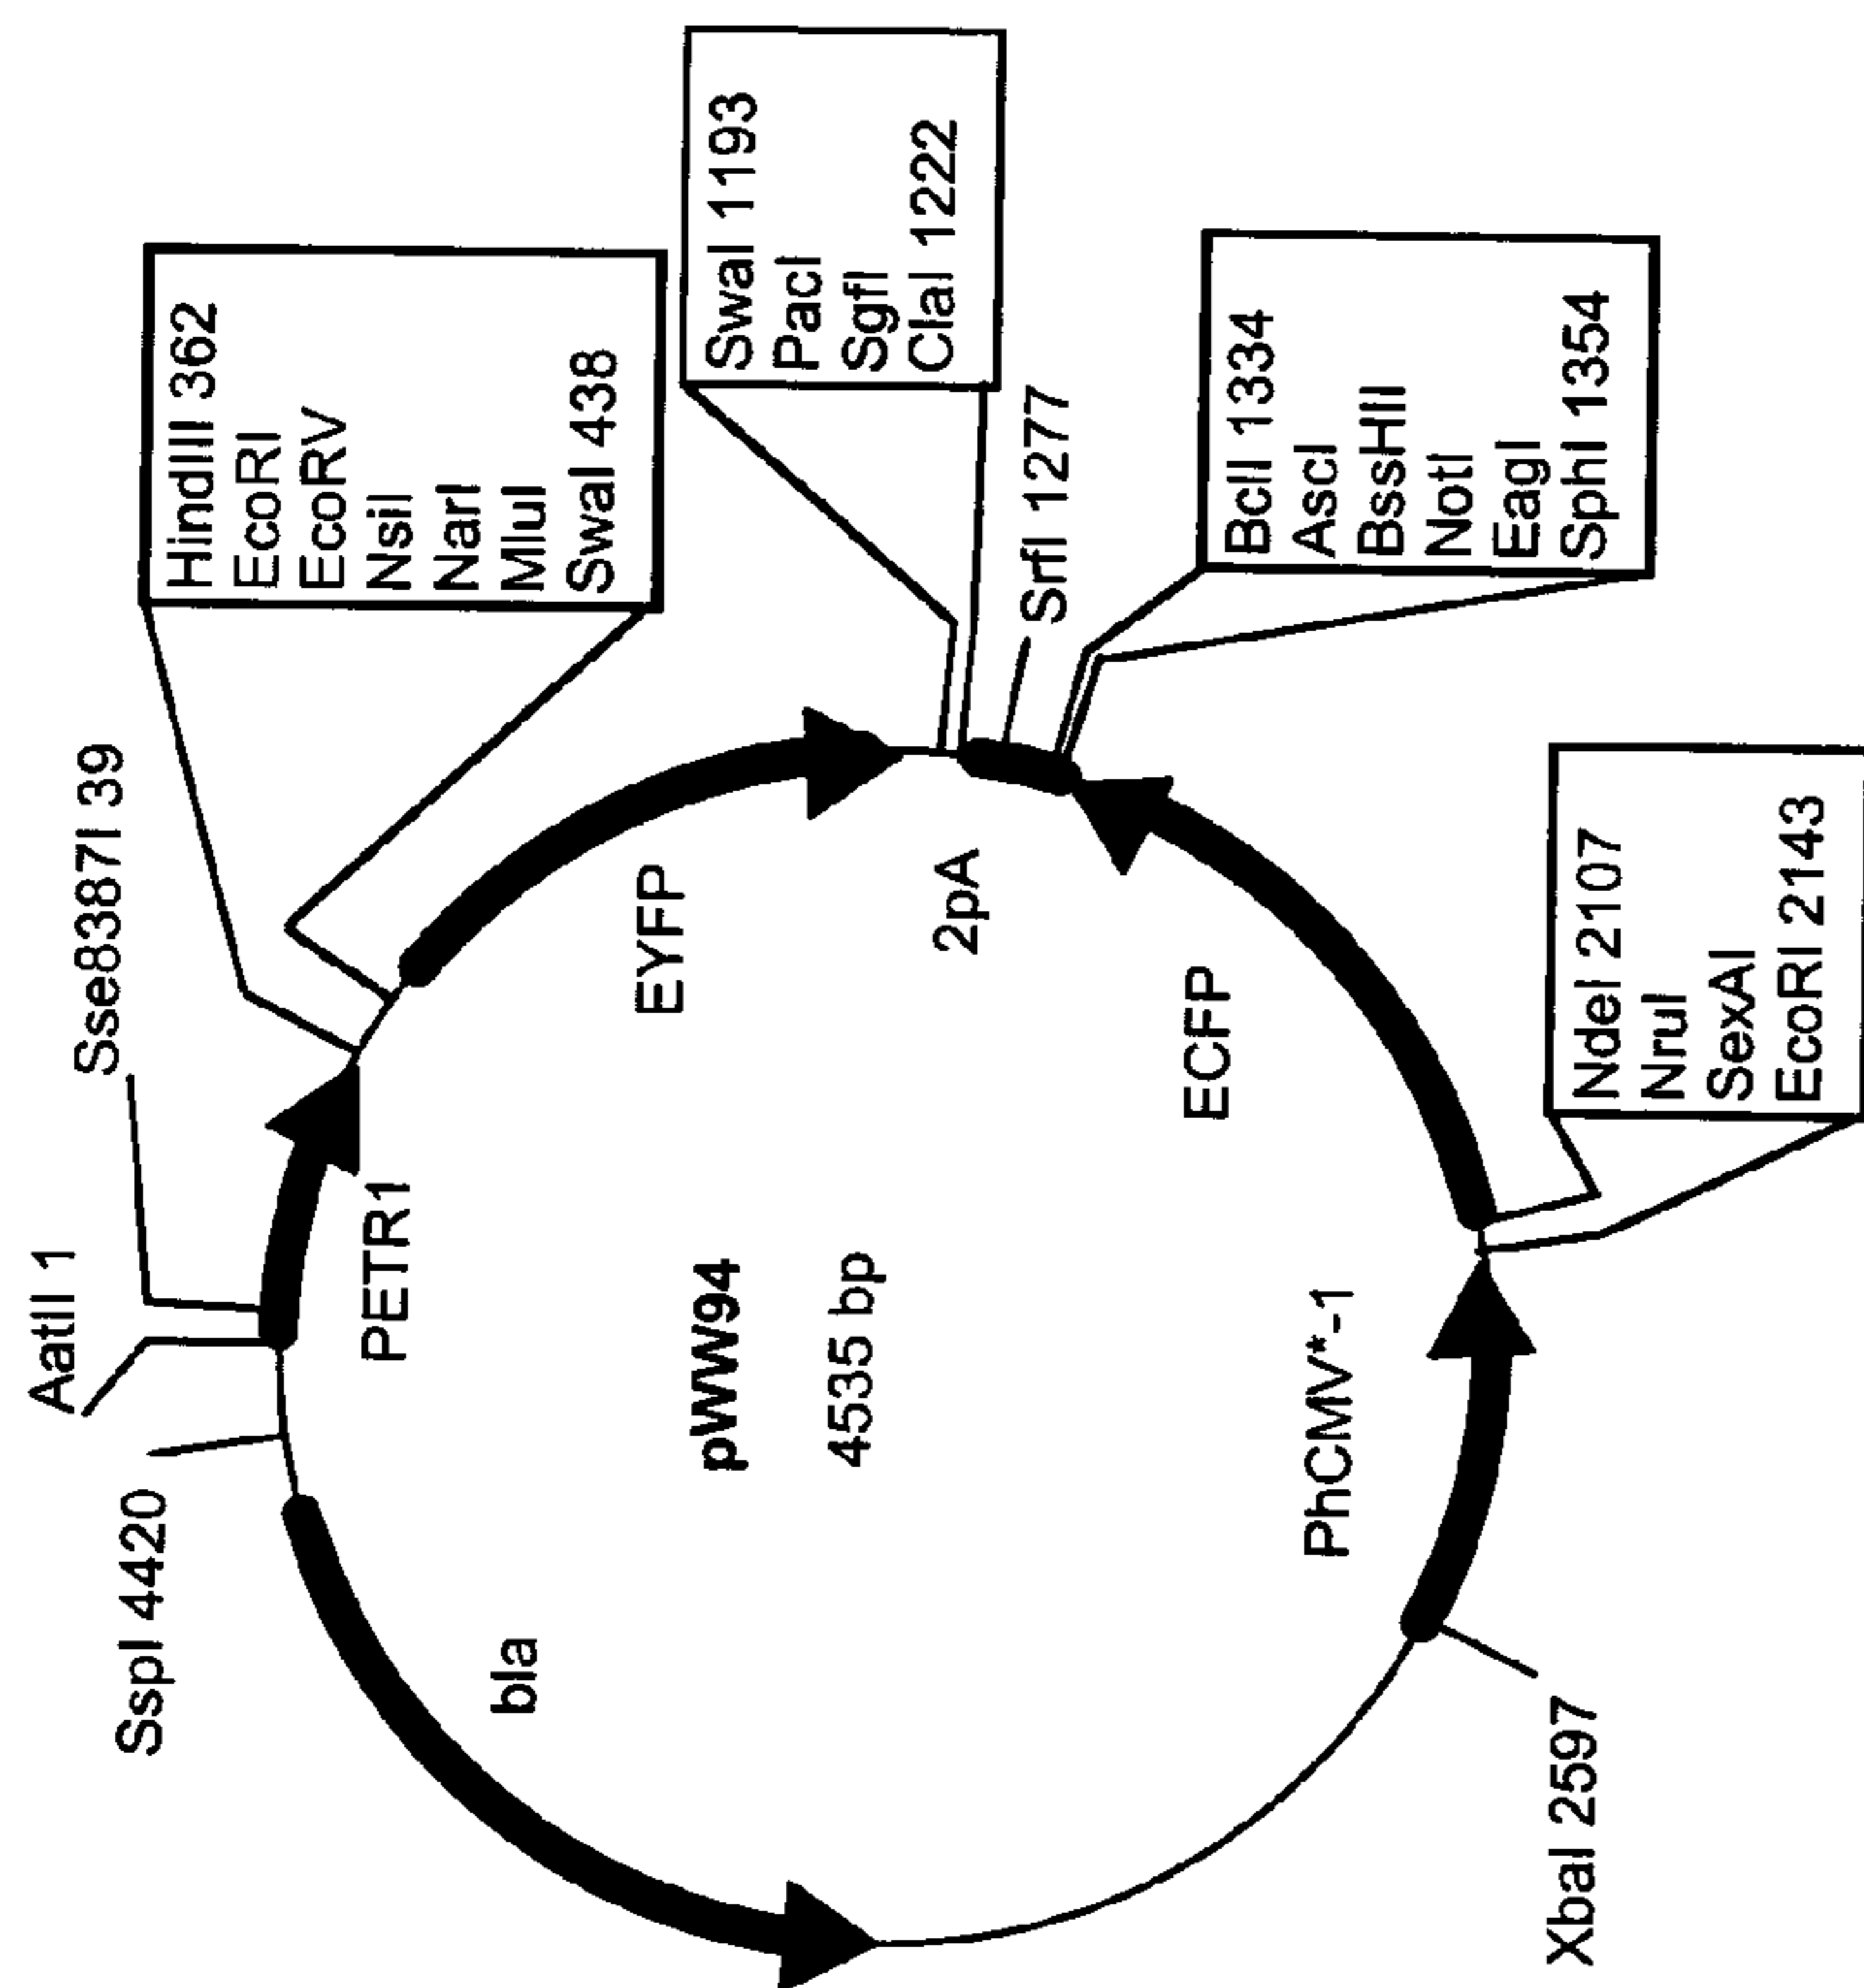 SspI 4420
AatII 1
Sse8387I 39
HindIII 362
EcoRI
EcoRV
NsiI
NarI
MluI
SwaI 438
SwaI 1193
PacI
SgfI
ClaI 1222
SrfI 1277
BclI 1334
AscI
BssHII
NotI
EagI
SphI 1354
NdeI 2107
NruI
SexAI
EcoRI 2143
XbaI 2597
bla
PETR1
EYFP
2pA
ECFP
PhCMV*-1
pWW94
4535 bp